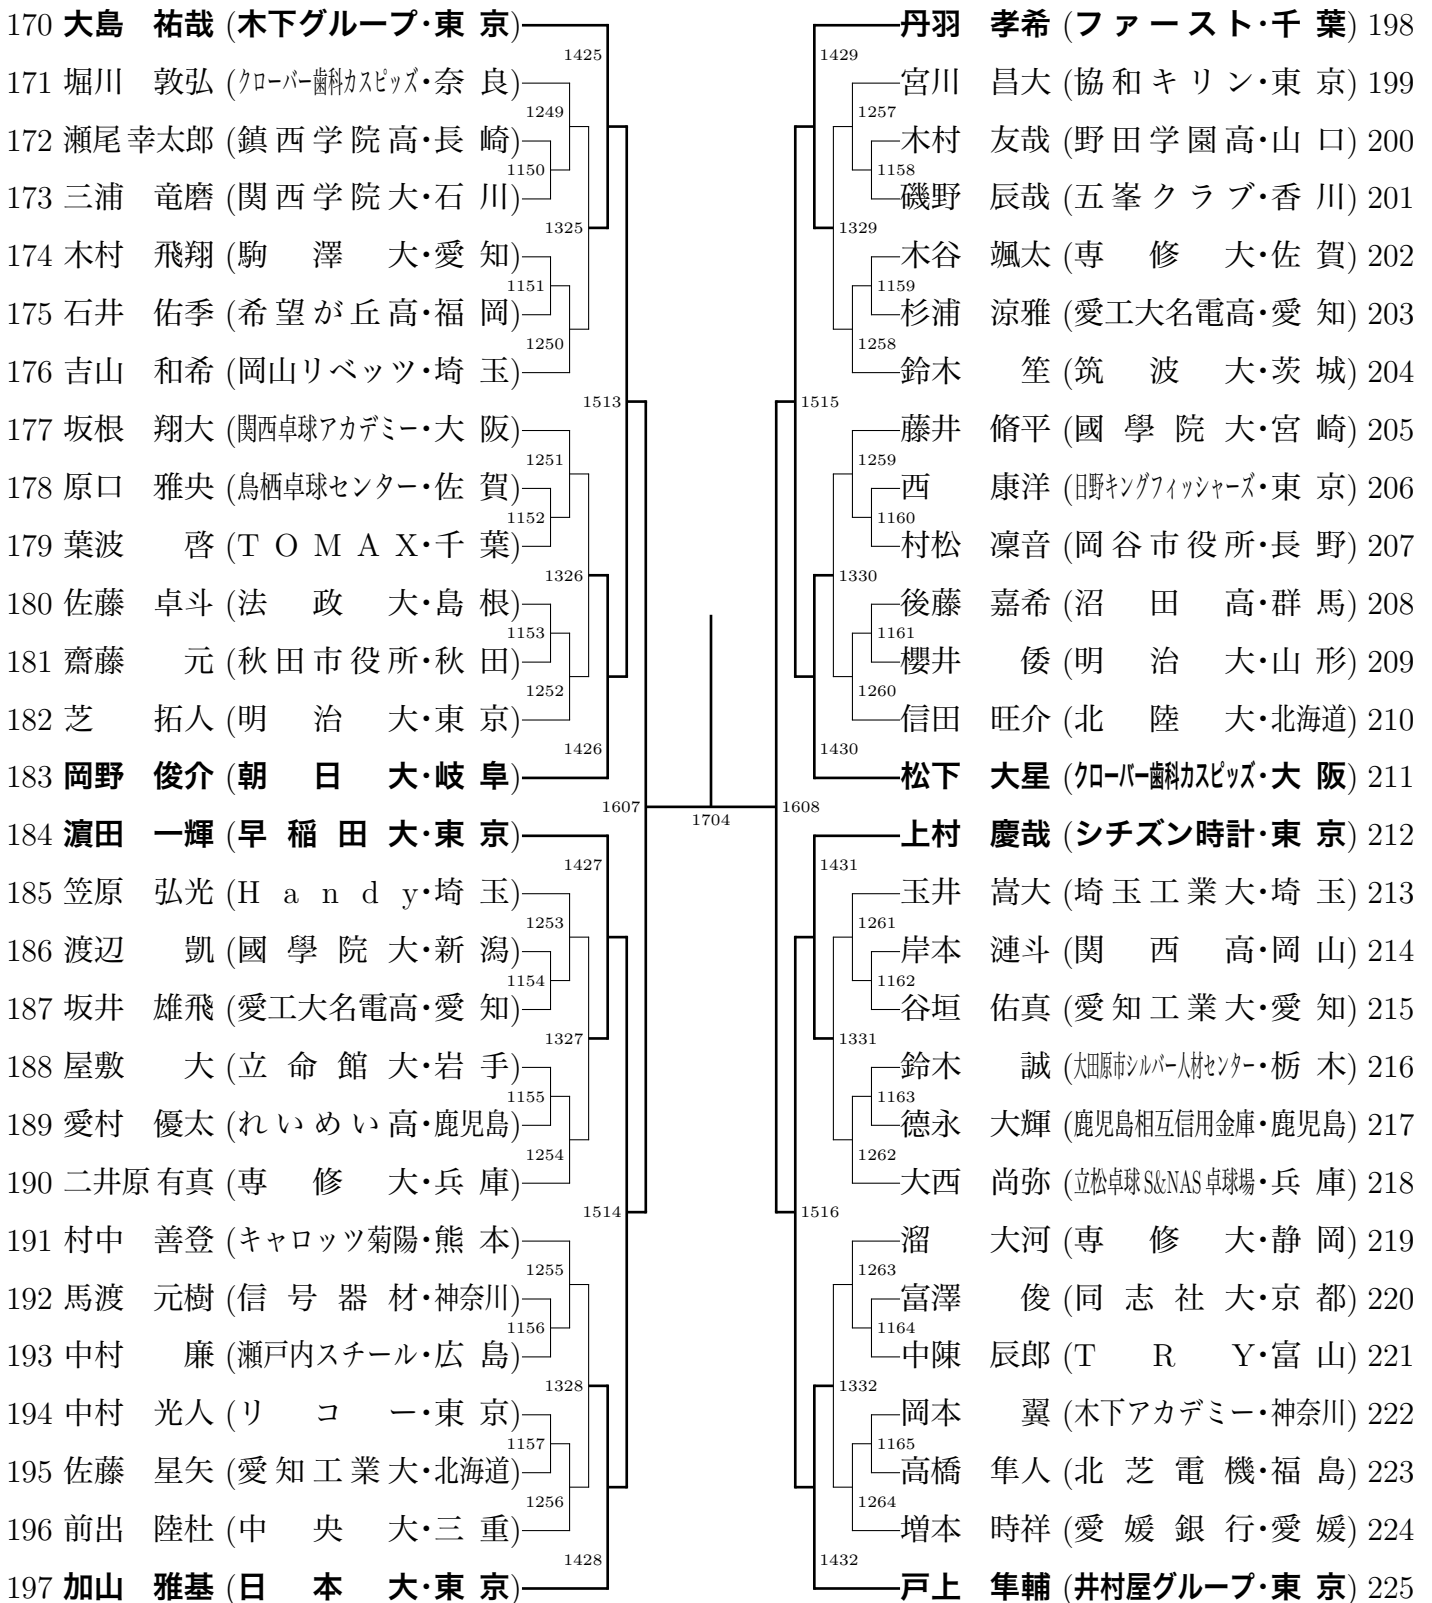 170 大島 祐哉 (木下グループ・東 京)
1425
171 堀川 敦弘 (クローバー歯科カスピッズ・奈 良)
1249
172 瀬尾 幸太郎 (鎮西学院高・長 崎)
1150
173 三浦 竜磨 (関西学院大・石 川)
1325
174 木村 飛翔 (駒 澤 大・愛 知)
1151
175 石井 佑季 (希望が丘高・福 岡)
1250
176 吉山 和希 (岡山リベッツ・埼 玉)
1513
177 坂根 翔大 (関西卓球アカデミー・大 阪)
1251
178 原口 雅央 (鳥栖卓球センター・佐 賀)
1152
179 葉波 啓 (T O M A X・千 葉)
1326
180 佐藤 卓斗 (法 政 大・島 根)
1153
181 齋藤 元 (秋田市役所・秋 田)
1252
182 芝 拓人 (明 治 大・東 京)
1426
183 岡野 俊介 (朝 日 大・岐 阜)
1607
184 濵田 一輝 (早 稲 田 大・東 京)
1427
185 笠原 弘光 (H a n d y・埼 玉)
1253
186 渡辺 凱 (國 學 院 大・新 潟)
1154
187 坂井 雄飛 (愛工大名電高・愛 知)
1327
188 屋敷 大 (立 命 館 大・岩 手)
1155
189 愛村 優太 (れいめい高・鹿児島)
1254
190 二井原 有真 (専 修 大・兵 庫)
1514
191 村中 善登 (キャロッツ菊陽・熊 本)
1255
192 馬渡 元樹 (信 号 器 材・神奈川)
1156
193 中村 廉 (瀬戸内スチール・広 島)
1328
194 中村 光人 (リ コ ー・東 京)
1157
195 佐藤 星矢 (愛知工業大・北海道)
1256
196 前出 陸杜 (中 央 大・三 重)
1428
197 加山 雅基 (日 本 大・東 京)
1704
丹羽 孝希 (ファースト・千 葉) 198
1429
宮川 昌大 (協和キリン・東 京) 199
1257
木村 友哉 (野田学園高・山 口) 200
1158
磯野 辰哉 (五峯クラブ・香 川) 201
1329
木谷 颯太 (専 修 大・佐 賀) 202
1159
杉浦 涼雅 (愛工大名電高・愛 知) 203
1258
鈴木 笙 (筑 波 大・茨 城) 204
1515
藤井 脩平 (國 學 院 大・宮 崎) 205
1259
西 康洋 (日野キングフィッシャーズ・東 京) 206
1160
村松 凜音 (岡谷市役所・長 野) 207
1330
後藤 嘉希 (沼 田 高・群 馬) 208
1161
櫻井 倭 (明 治 大・山 形) 209
1260
信田 旺介 (北 陸 大・北海道) 210
1430
松下 大星 (クローバー歯科カスピッズ・大 阪) 211
1608
上村 慶哉 (シチズン時計・東 京) 212
1431
玉井 嵩大 (埼玉工業大・埼 玉) 213
1261
岸本 漣斗 (関 西 高・岡 山) 214
1162
谷垣 佑真 (愛知工業大・愛 知) 215
1331
鈴木 誠 (大田原市シルバー人材センター・栃 木) 216
1163
德永 大輝 (鹿児島相互信用金庫・鹿児島) 217
1262
大西 尚弥 (立松卓球S&NAS卓球場・兵 庫) 218
1516
溜 大河 (専 修 大・静 岡) 219
1263
富澤 俊 (同 志 社 大・京 都) 220
1164
中陳 辰郎 (T R Y・富 山) 221
1332
岡本 翼 (木下アカデミー・神奈川) 222
1165
高橋 隼人 (北 芝 電 機・福 島) 223
1264
増本 時祥 (愛 媛 銀 行・愛 媛) 224
1432
戸上 隼輔 (井村屋グループ・東 京) 225